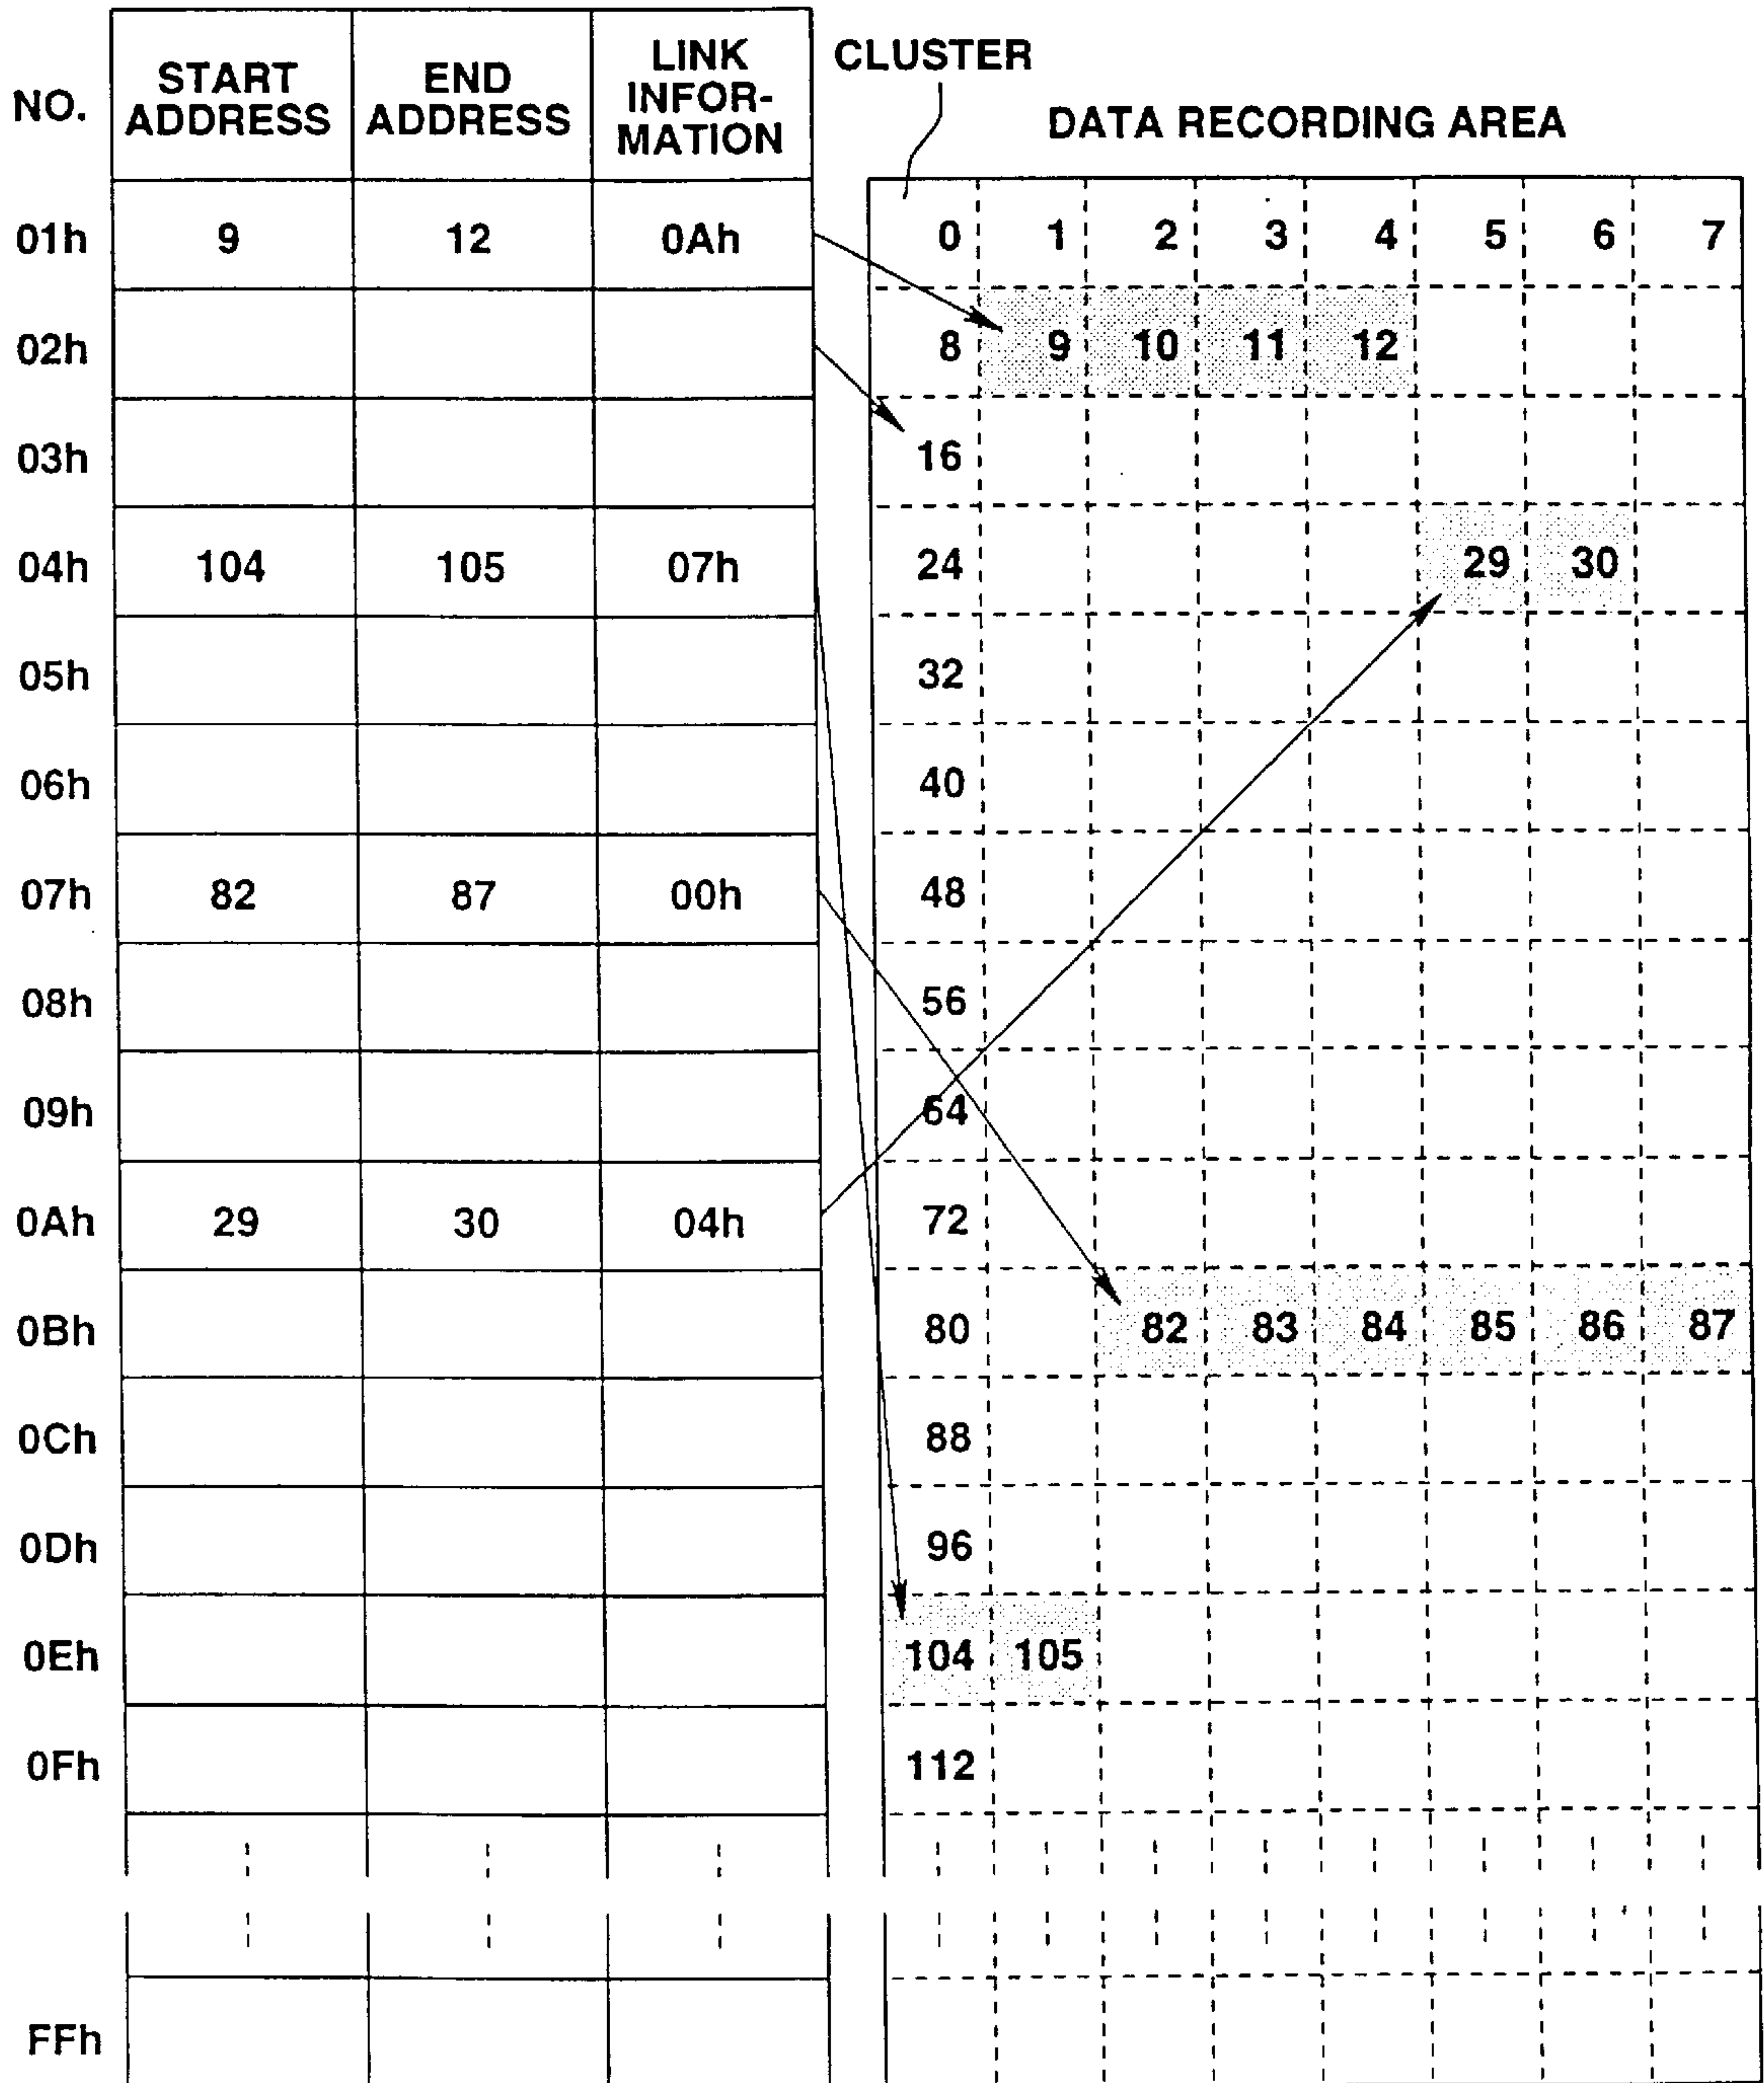 NO.
START
ADDRESS
END
ADDRESS
LINK
INFOR-
MATION
CLUSTER
DATA RECORDING AREA
01h 9 12 0Ah
02h
03h
04h 104 105 07h
05h
06h
07h 82 87 00h
08h
09h
0Ah 29 30 04h
0Bh
0Ch
0Dh
0Eh
0Fh
FFh
0 1 2 3 4 5 6 7
8 9 10 11 12
16
24 29 30
32
40
48
56
64
72
80 82 83 84 85 86 87
88
96
104 105
112